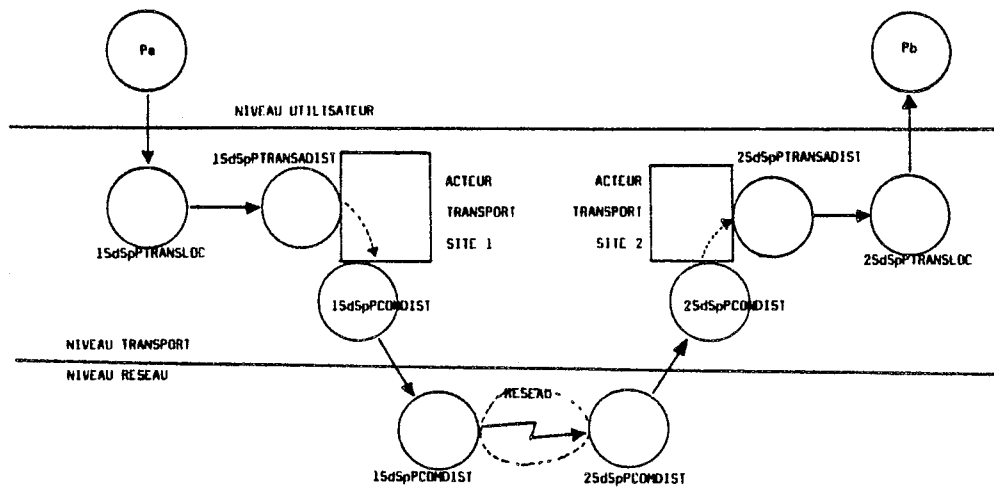 Pa
Pb
NIVEAU UTILISATEUR
1SdSpPTRANSADIST
2SdSpPTRANSADIST
ACTEUR
TRANSPORT
SITE 1
ACTEUR
TRANSPORT
SITE 2
1SdSpPTRANSLOC
2SdSpPTRANSLOC
1SdSpPCOMDIST
2SdSpPCOMDIST
NIVEAU TRANSPORT
NIVEAU RESEAU
RESEAU
1SdSpPCOMDIST
2SdSpPCOMDIST